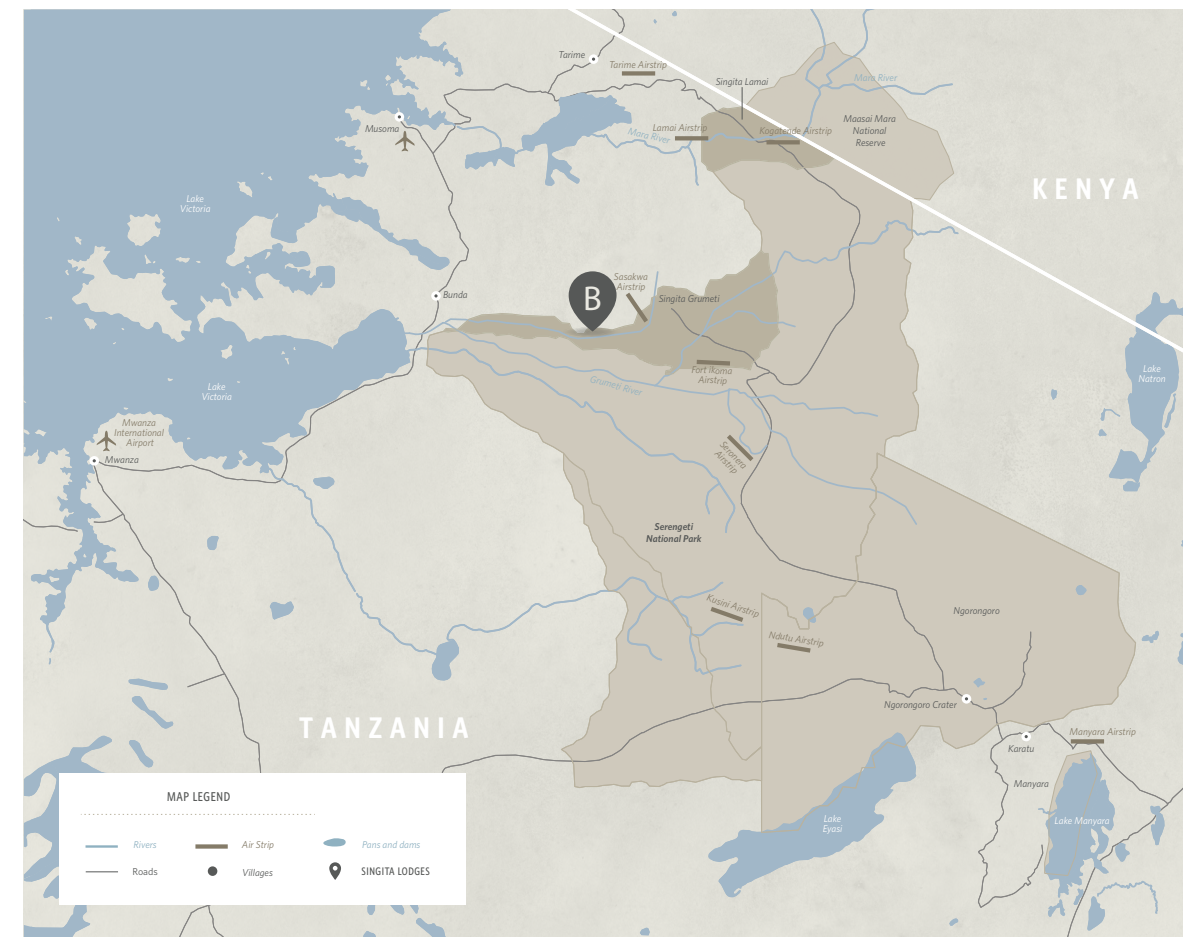 Tarime
Tarime Airstrip
Singita Lamai
Mara River
Musoma
Mara River
Lamai Airstrip
Kogatende Airstrip
Maasai Mara
National
Reserve
KENYA
Lake
Victoria
Bunda
B
Sasakwa
Airstrip
Singita Grumeti
Fort Ikoma
Airstrip
Grumeti River
Lake
Natron
Lake
Victoria
Mwanza
International
Airport
Mwanza
Seronera
Airstrip
Serengeti
National Park
Kusini Airstrip
Ndutu Airstrip
Ngorongoro
Ngorongoro Crater
TANZANIA
Karatu
Manyara Airstrip
Manyara
Lake
Eyasi
Lake Manyara
MAP LEGEND
Rivers
Air Strip
Pans and dams
Roads
Villages
SINGITA LODGES